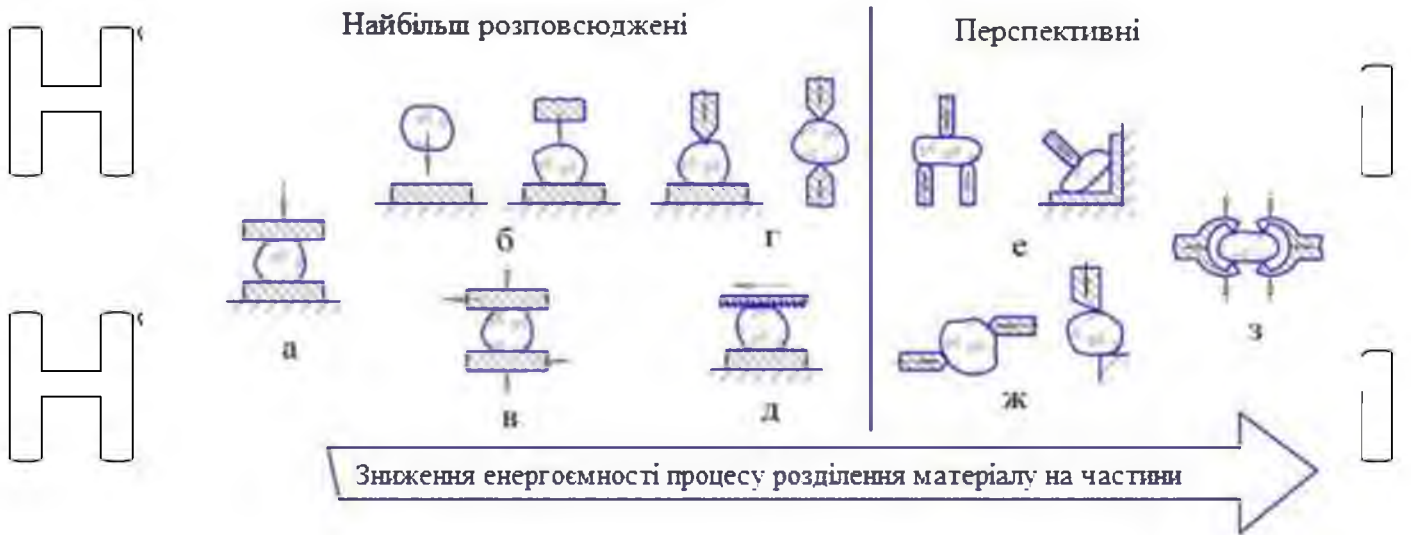 Найбільш розповсюджені
Перспективні
а
б
в
г
д
е
ж
з
Зниження енергоємності процесу розділення матеріалу на частини